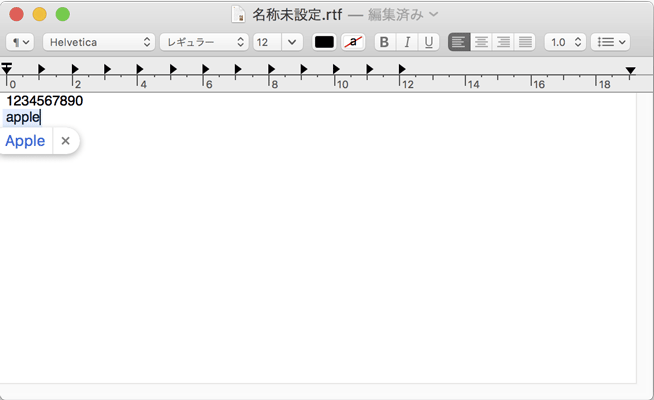 名称未設定.rtf — 編集済み
¶ Helvetica レギュラー 12 a B I U 1.0
0 2 4 6 8 10 12 14 16 18
1234567890
apple
Apple ×